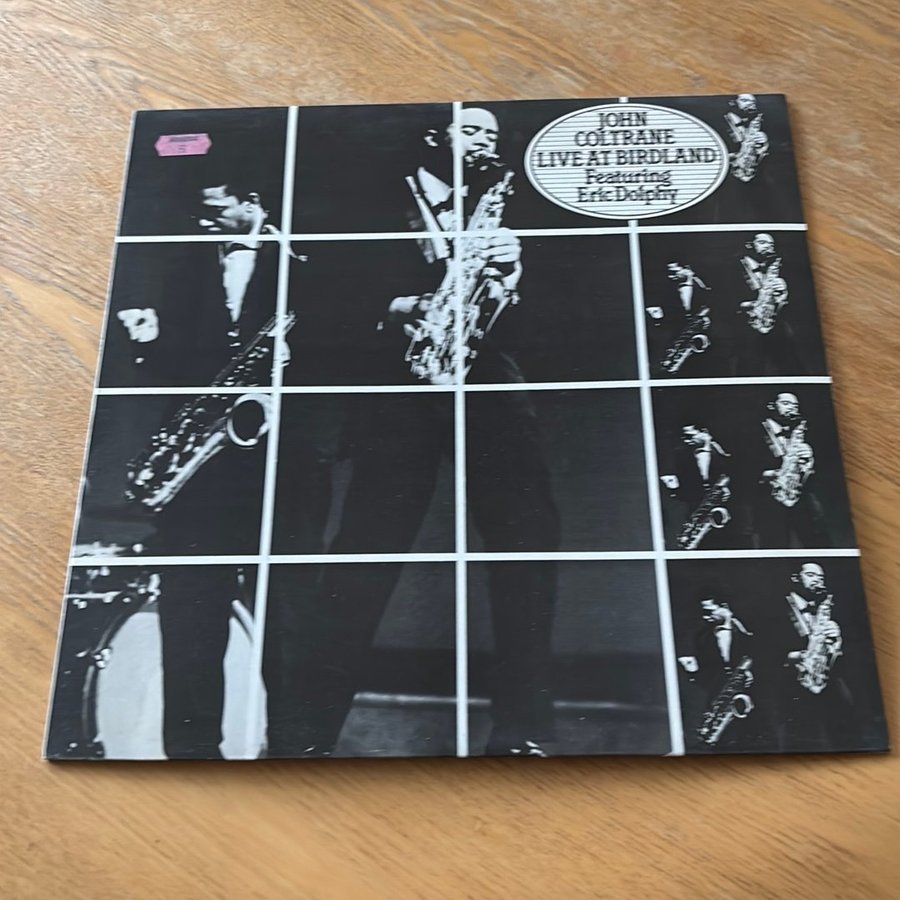 JOHN
COLTRANE
LIVE AT BIRDLAND
Featuring
Eric Dolphy